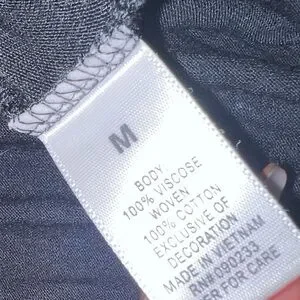 M
BODY
100% VISCOSE
WOVEN
100% COTTON
EXCLUSIVE OF
DECORATION
MADE IN VIETNAM
RN#090233
FOR CARE